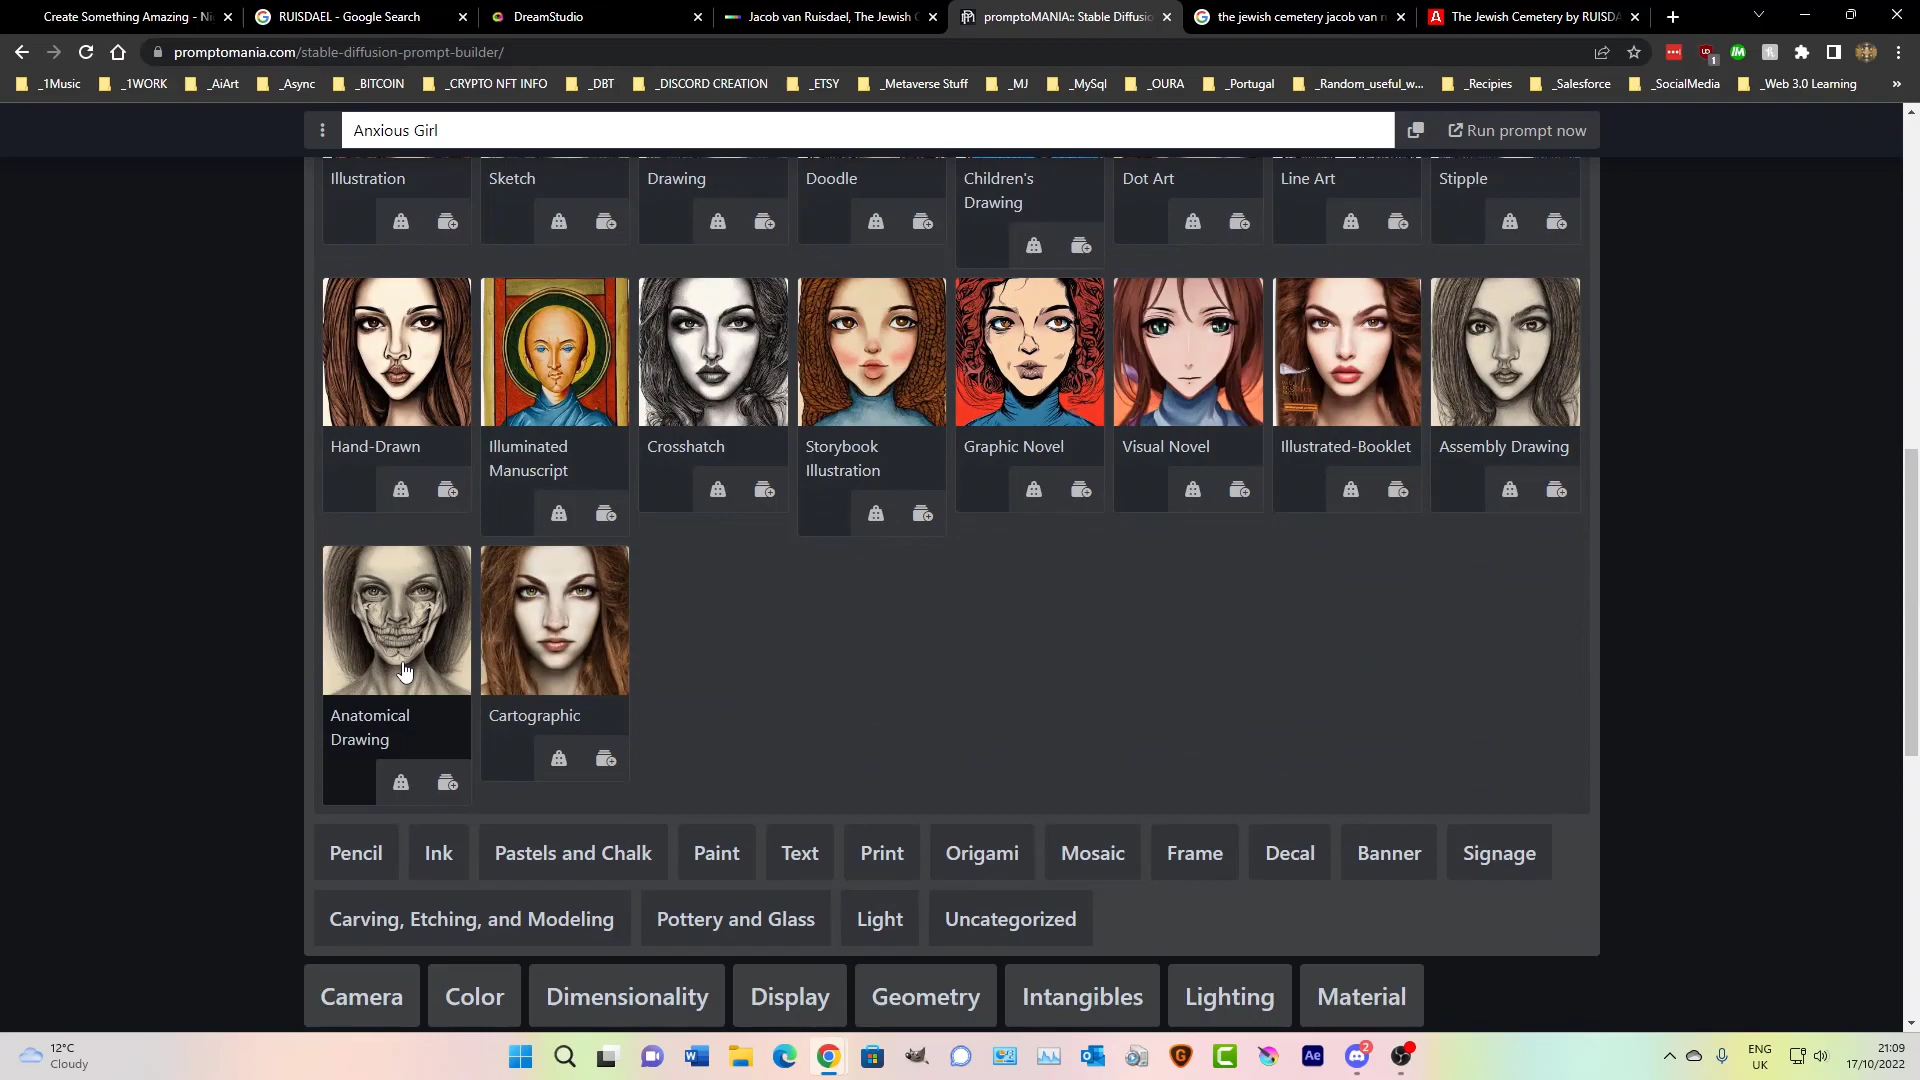 Create Something Amazing - Ni
RUISDAEL - Google Search
DreamStudio
Jacob van Ruisdael, The Jewish C
promptoMANIA:: Stable Diffusio
the jewish cemetery jacob van r
The Jewish Cemetery by RUISDA
promptomania.com/stable-diffusion-prompt-builder/
_1Music
_1WORK
_AiArt
_Async
_BITCOIN
_CRYPTO NFT INFO
_DBT
_DISCORD CREATION
_ETSY
_Metaverse Stuff
_MJ
_MySql
_OURA
_Portugal
_Random_useful_w...
_Recipies
_Salesforce
_SocialMedia
_Web 3.0 Learning
»
Anxious Girl
Run prompt now
Illustration
Sketch
Drawing
Doodle
Children's
Drawing
Dot Art
Line Art
Stipple
Hand-Drawn
Illuminated
Manuscript
Crosshatch
Storybook
Illustration
Graphic Novel
Visual Novel
Illustrated-Booklet
Assembly Drawing
Anatomical
Drawing
Cartographic
Pencil
Ink
Pastels and Chalk
Paint
Text
Print
Origami
Mosaic
Frame
Decal
Banner
Signage
Carving, Etching, and Modeling
Pottery and Glass
Light
Uncategorized
Camera
Color
Dimensionality
Display
Geometry
Intangibles
Lighting
Material
12°C
Cloudy
Ae
2
ENG
UK
21:09
17/10/2022